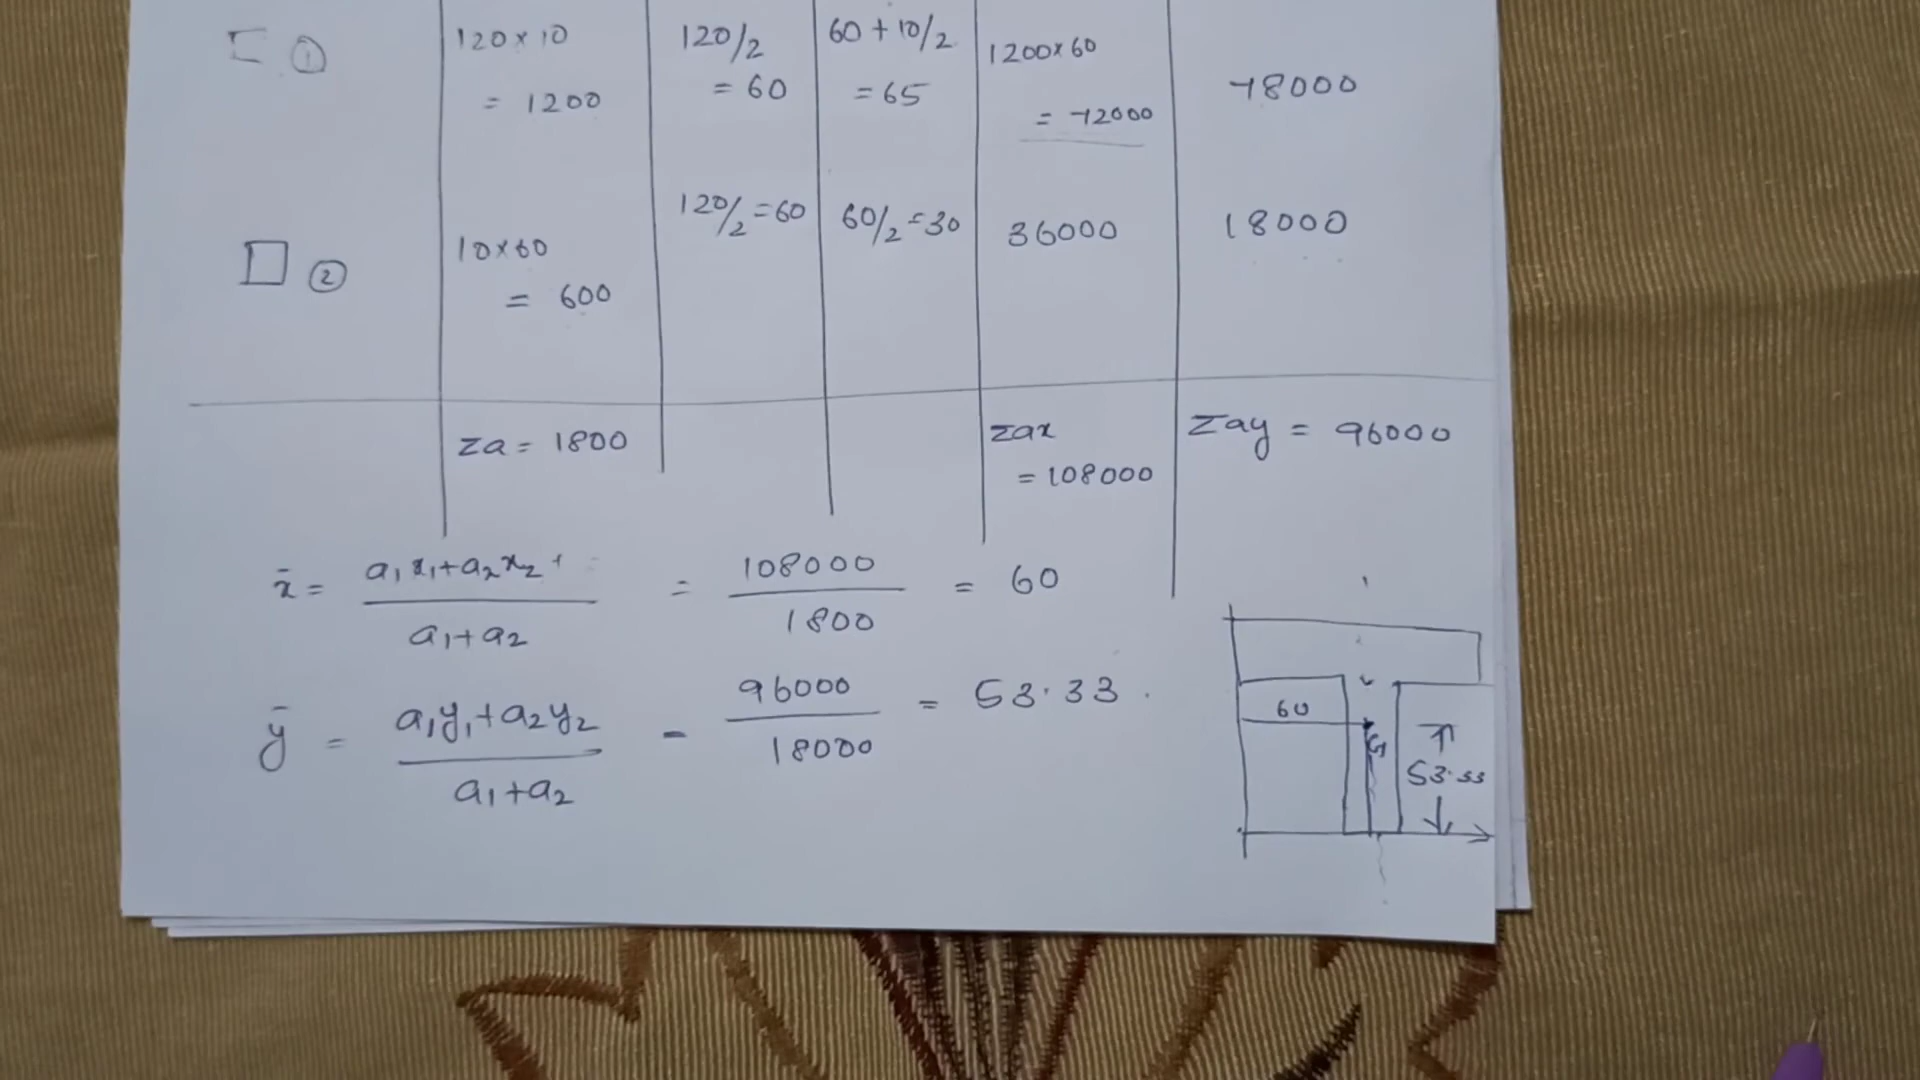 ① 120 × 10 = 1200 120/2 = 60 60 + 10/2 = 65 1200×60 = 72000 78000
② 10×60 = 600 120/2 = 60 60/2 = 30 36000 18000
Σa = 1800 Σax = 108000 Σay = 96000
x̄ = a₁x₁+a₂x₂+ / a₁+a₂ = 108000 / 1800 = 60
ȳ = a₁y₁+a₂y₂ / a₁+a₂ - 96000 / 18000 = 53.33
60
G
53.33